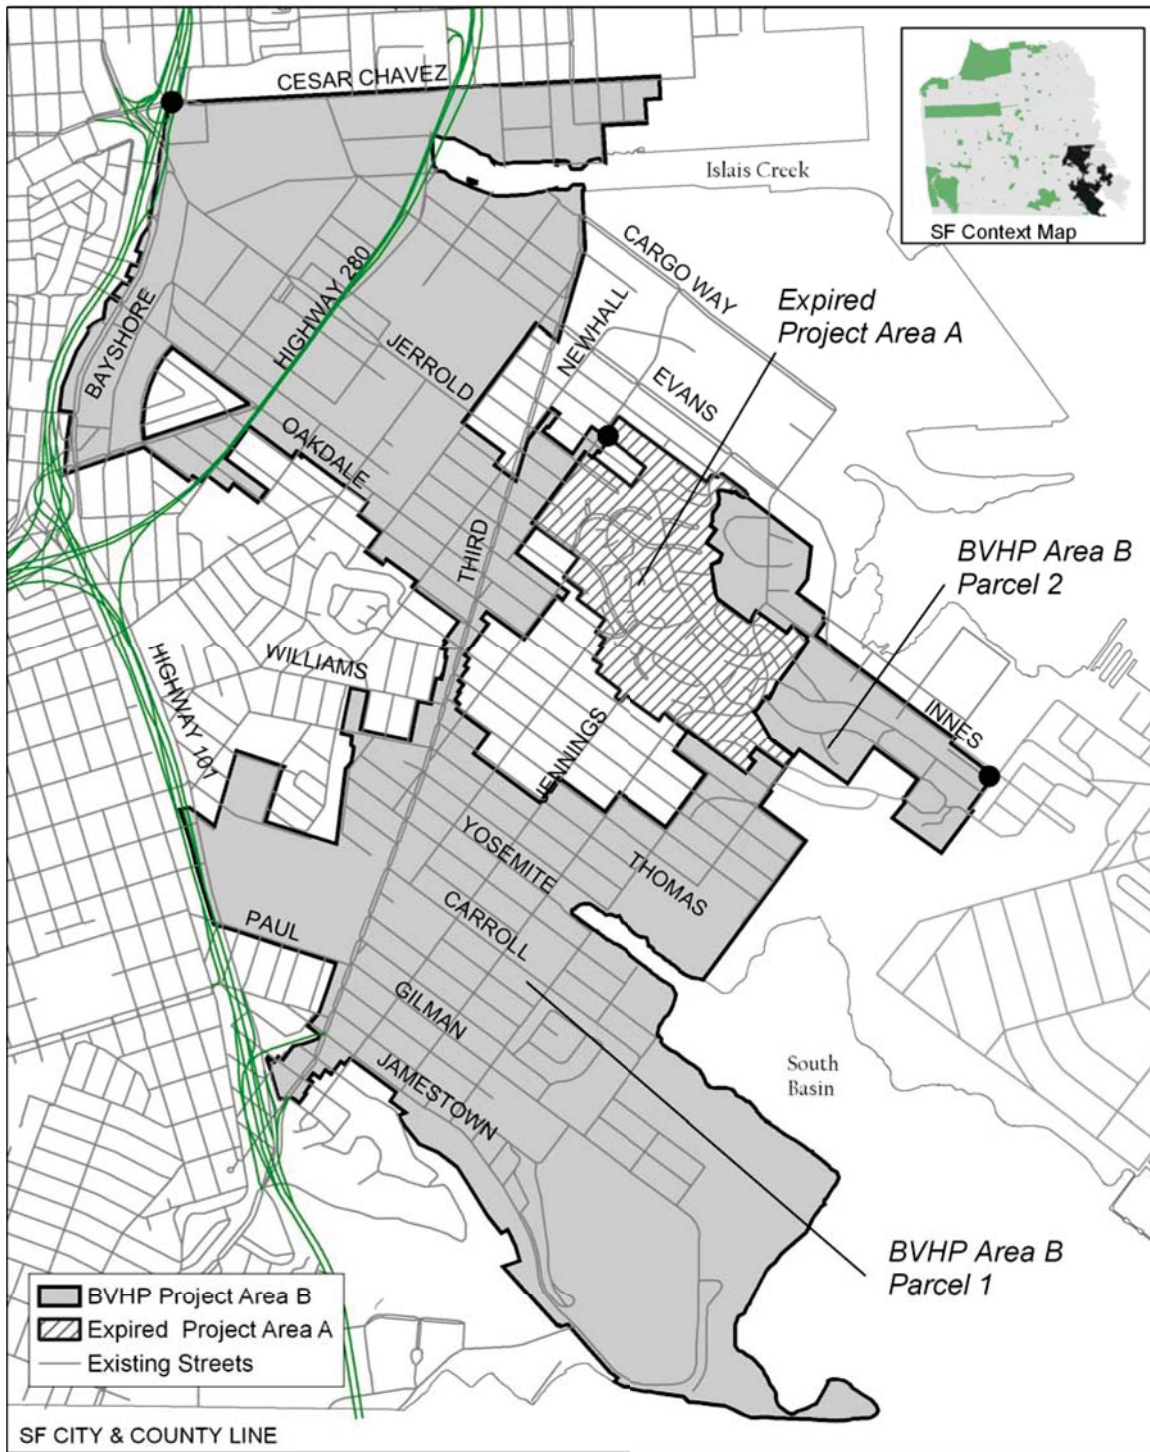 CESAR CHAVEZ
Islais Creek
SF Context Map
CARGO WAY
Expired
Project Area A
HIGHWAY 280
NEWHALL
BAYSHORE
JERROLD
EVANS
OAKDALE
THIRD
BVHP Area B
Parcel 2
WILLIAMS
HIGHWAY 101
INNES
JENNINGS
YOSEMITE
THOMAS
CARROLL
PAUL
GILMAN
JAMESTOWN
South
Basin
BVHP Area B
Parcel 1
BVHP Project Area B
Expired Project Area A
Existing Streets
SF CITY & COUNTY LINE